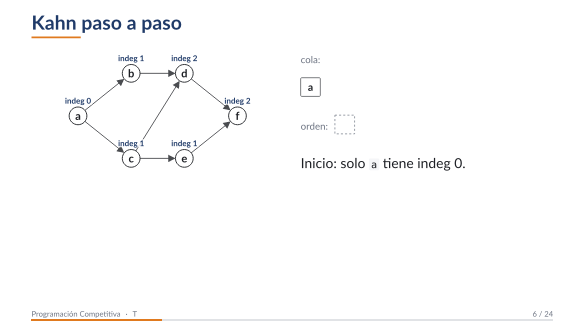 Kahn paso a paso
indeg 1
indeg 2
b
d
indeg 0
indeg 2
a
f
indeg 1
indeg 1
c
e
cola:
a
orden:
Inicio: solo a tiene indeg 0.
Programación Competitiva · T
6 / 24